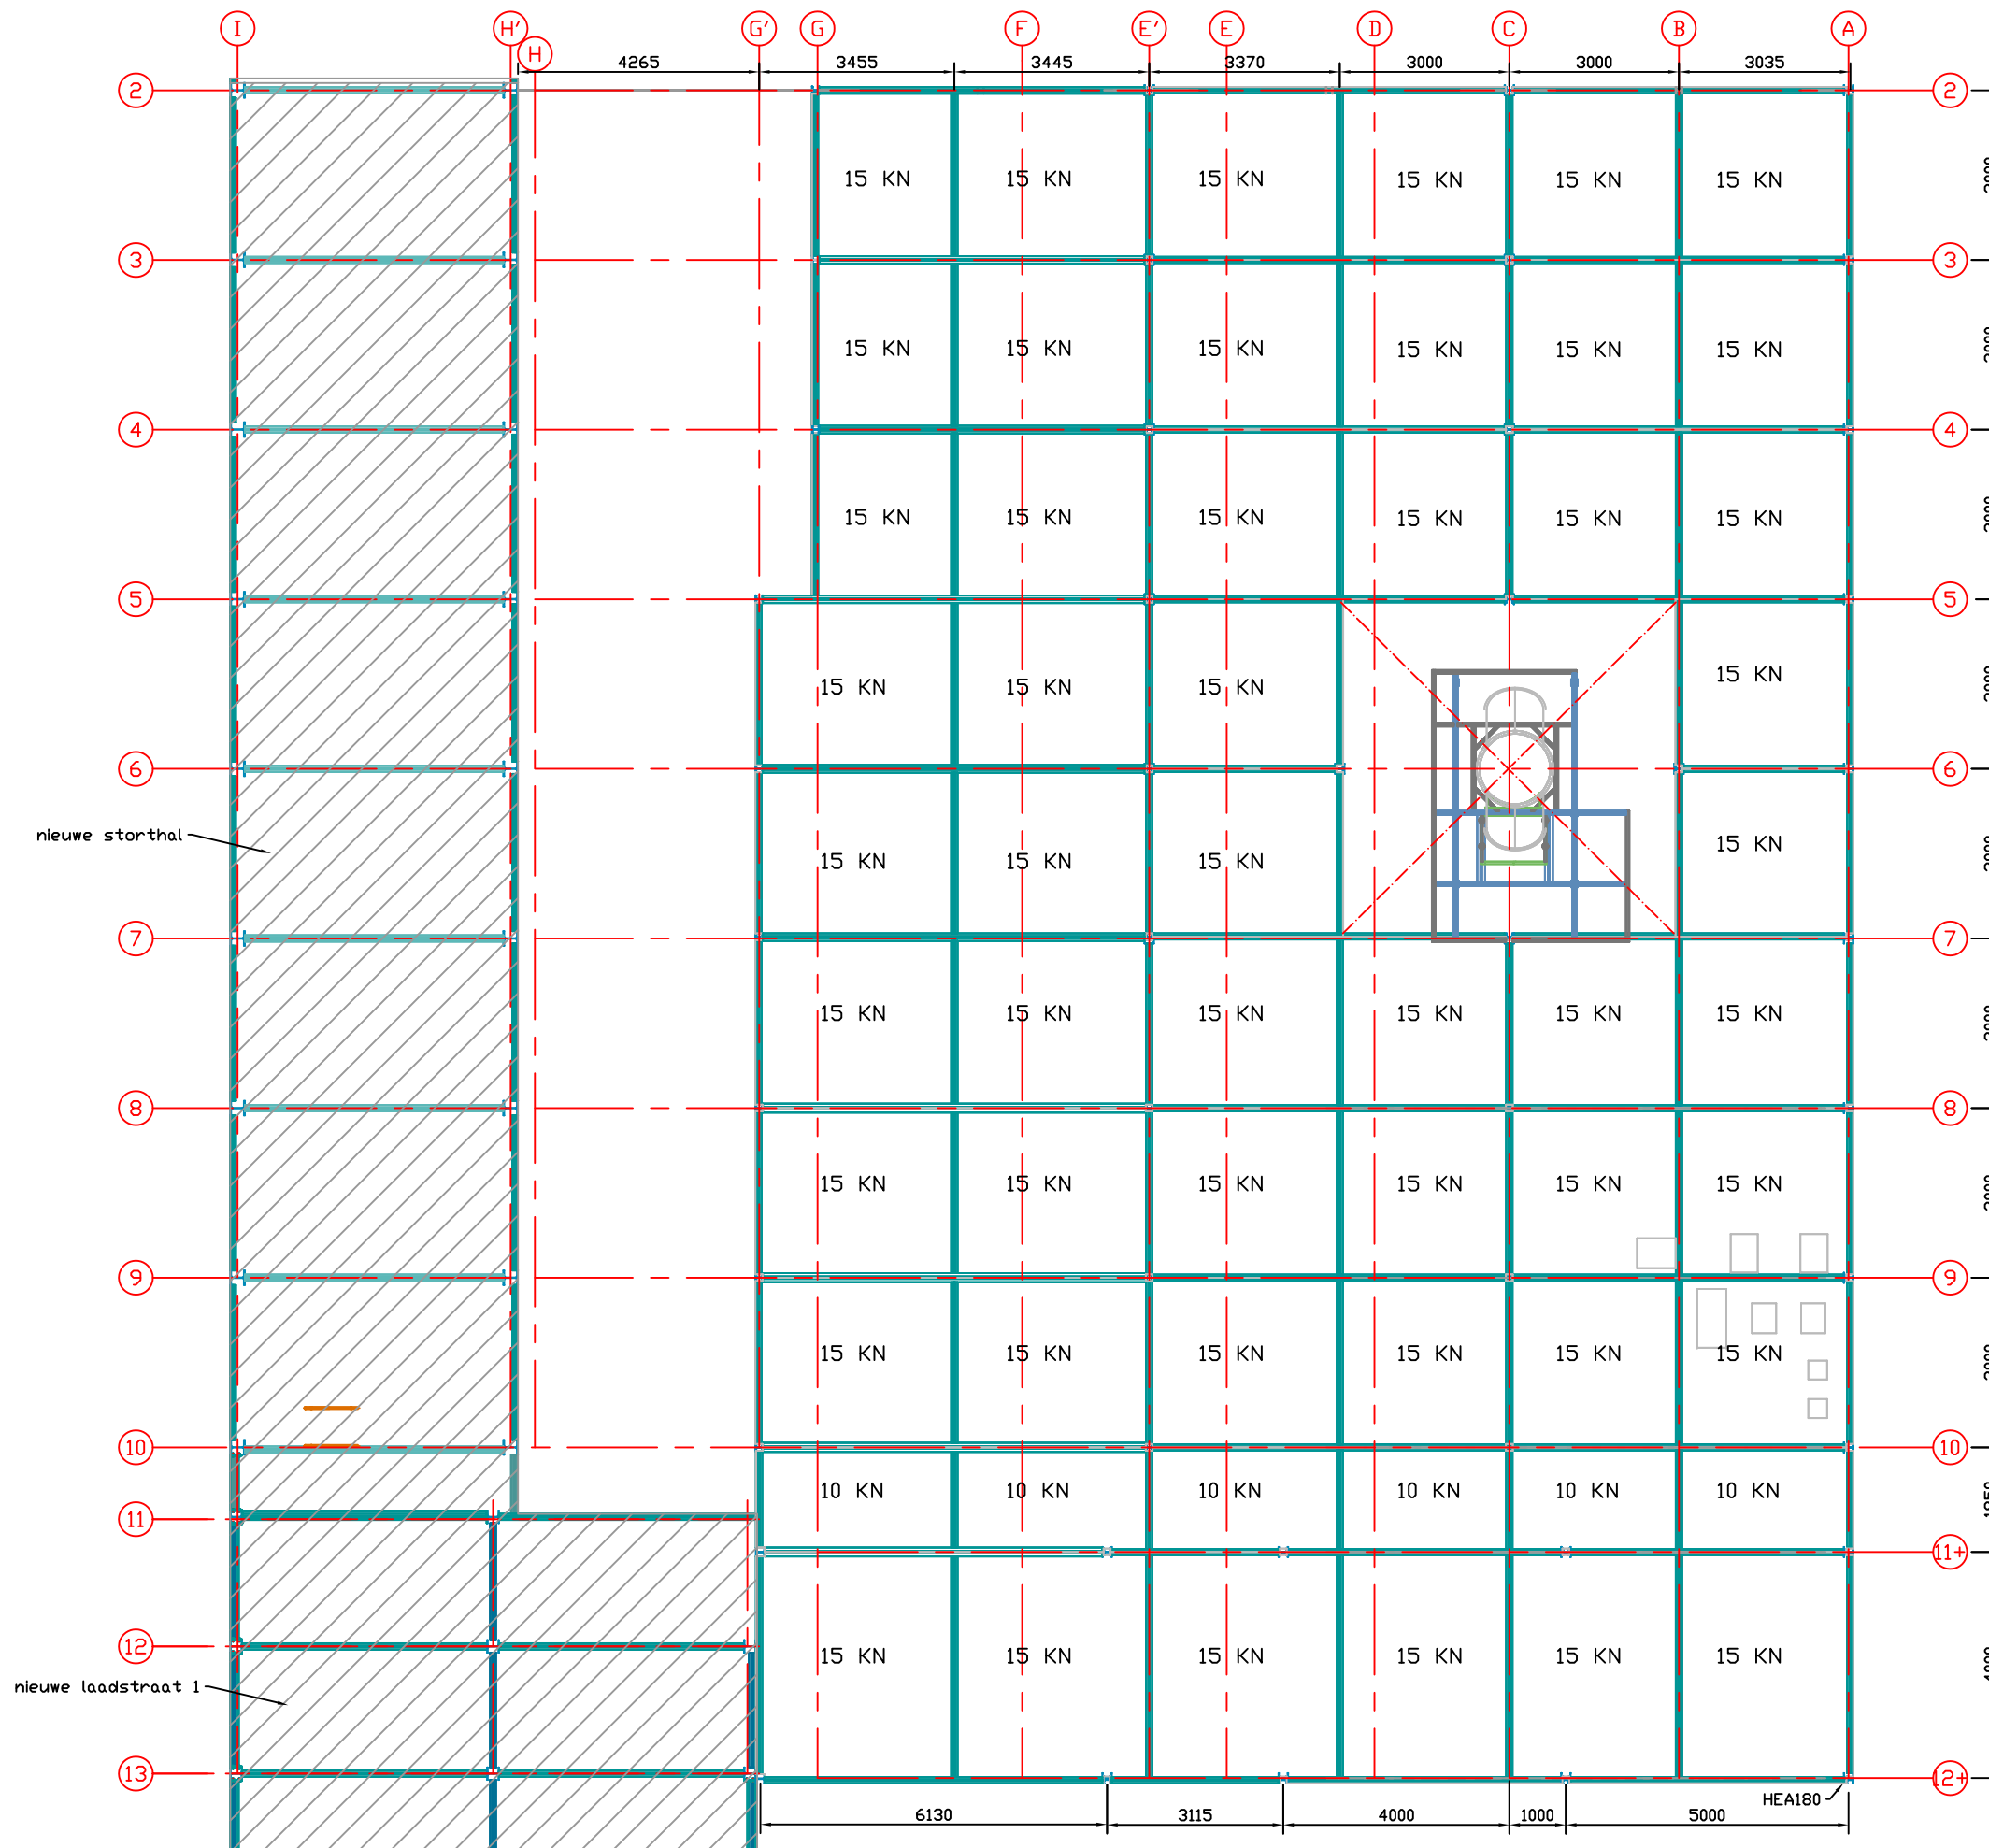 I H' H G' G F E' E D C B A
4265 3455 3445 3370 3000 3000 3035
2 2
15 KN 15 KN 15 KN 15 KN 15 KN 15 KN
3 3
15 KN 15 KN 15 KN 15 KN 15 KN 15 KN
4 4
15 KN 15 KN 15 KN 15 KN 15 KN 15 KN
5 5
15 KN 15 KN 15 KN 15 KN
6 6
nieuwe storthal
15 KN 15 KN 15 KN 15 KN
7 7
15 KN 15 KN 15 KN 15 KN 15 KN 15 KN
8 8
15 KN 15 KN 15 KN 15 KN 15 KN 15 KN
9 9
15 KN 15 KN 15 KN 15 KN 15 KN 15 KN
10 10
10 KN 10 KN 10 KN 10 KN 10 KN 10 KN
11
11+
12
15 KN 15 KN 15 KN 15 KN 15 KN 15 KN
nieuwe laadstraat 1
13 12+
HEA180
6130 3115 4000 1000 5000